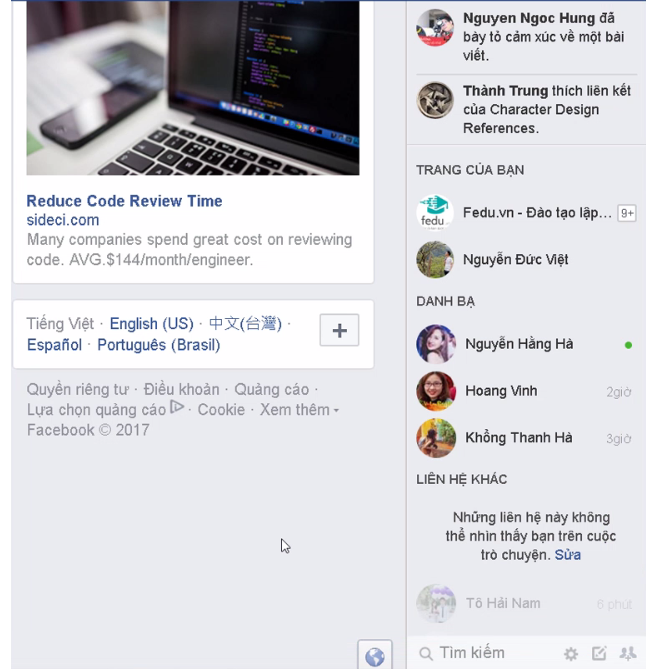 Reduce Code Review Time
sideci.com
Many companies spend great cost on reviewing
code. AVG.$144/month/engineer.
Tiếng Việt · English (US) · 中文(台灣) ·
Español · Português (Brasil)
+
Quyền riêng tư · Điều khoản · Quảng cáo ·
Lựa chọn quảng cáo · Cookie · Xem thêm
Facebook © 2017
Nguyen Ngoc Hung đã
bày tỏ cảm xúc về một bài
viết.
Thành Trung thích liên kết
của Character Design
References.
TRANG CỦA BẠN
fedu
Fedu.vn - Đào tạo lập... 9+
Nguyễn Đức Việt
DANH BẠ
Nguyễn Hằng Hà
Hoang Vinh 2giờ
Khổng Thanh Hà 3giờ
LIÊN HỆ KHÁC
Những liên hệ này không
thể nhìn thấy bạn trên cuộc
trò chuyện. Sửa
Tô Hải Nam 6 phút
Tìm kiếm